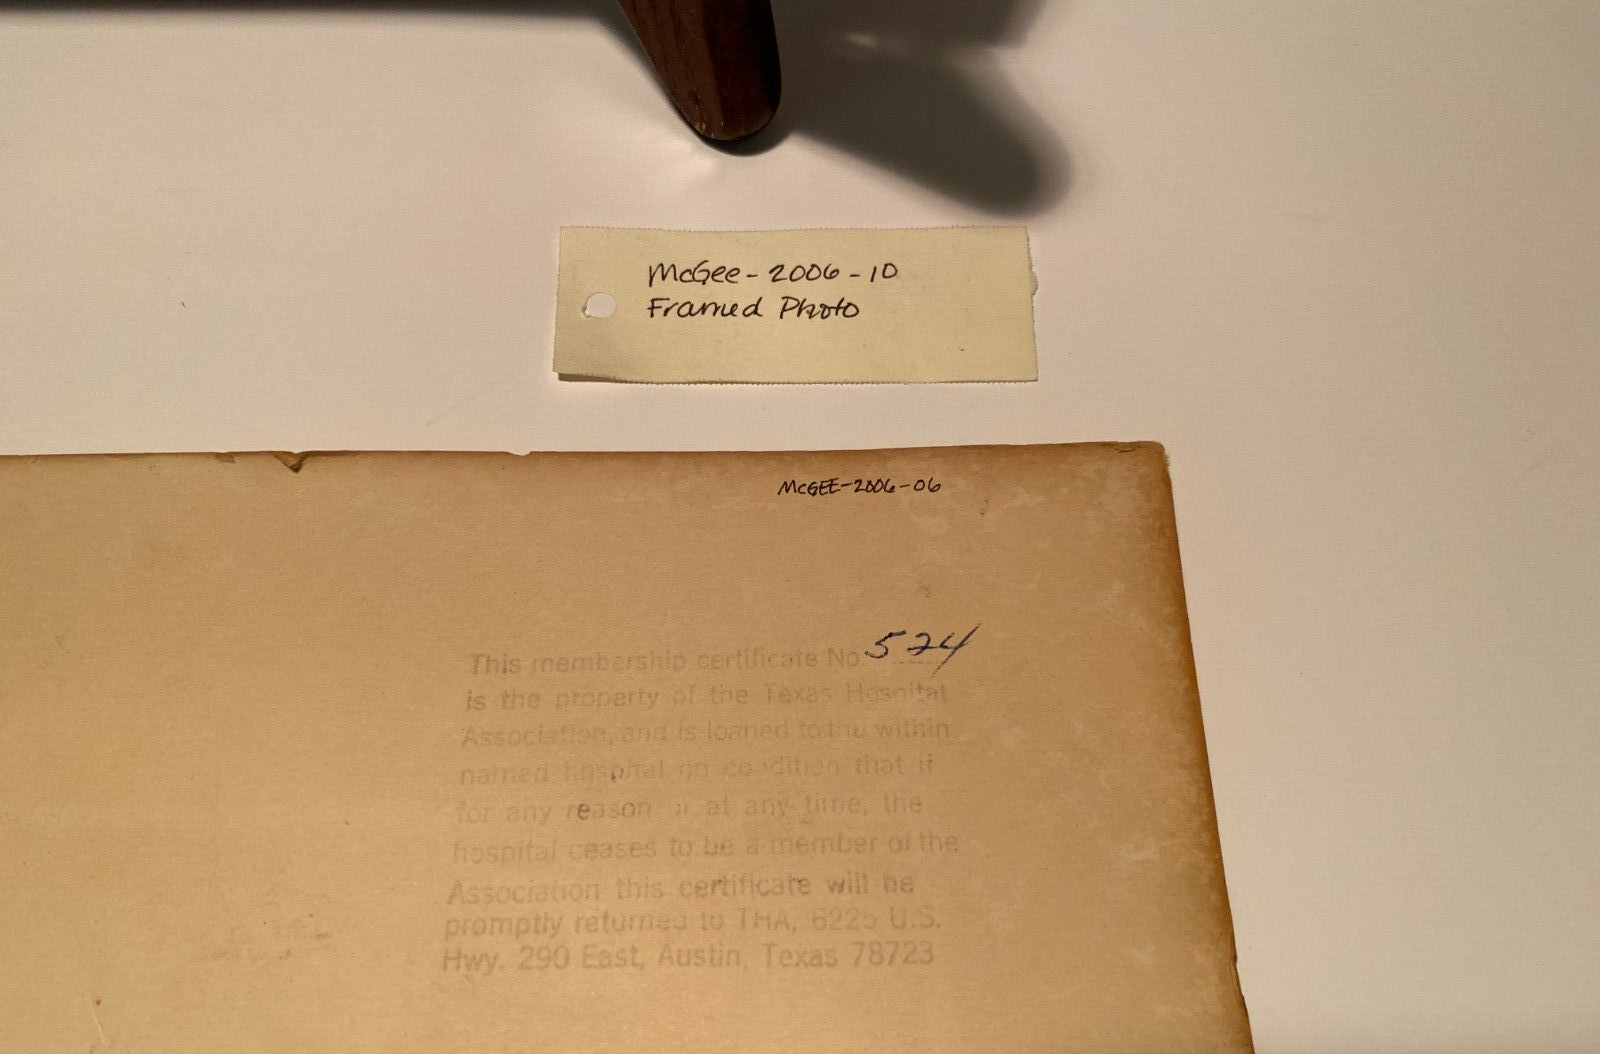 McGee-2006-10
Framed Photo
McGEE-2006-06
This membership certificate No. 524
is the property of the Texas Hospital
Association, and is loaned to the within
named hospital on condition that if
for any reason or at any time, the
hospital ceases to be a member of the
Association this certificate will be
promptly returned to THA, 6225 U.S.
Hwy. 290 East, Austin, Texas 78723